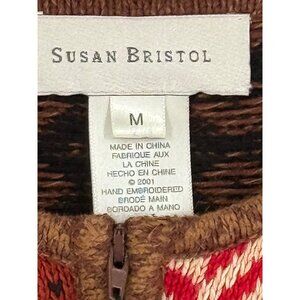 SUSAN BRISTOL
M
MADE IN CHINA
FABRIQUE AUX
LA CHINE
HECHO EN CHINE
© 2001
HAND EMBROIDERED
BRODÉ MAIN
BORDADO A MANO